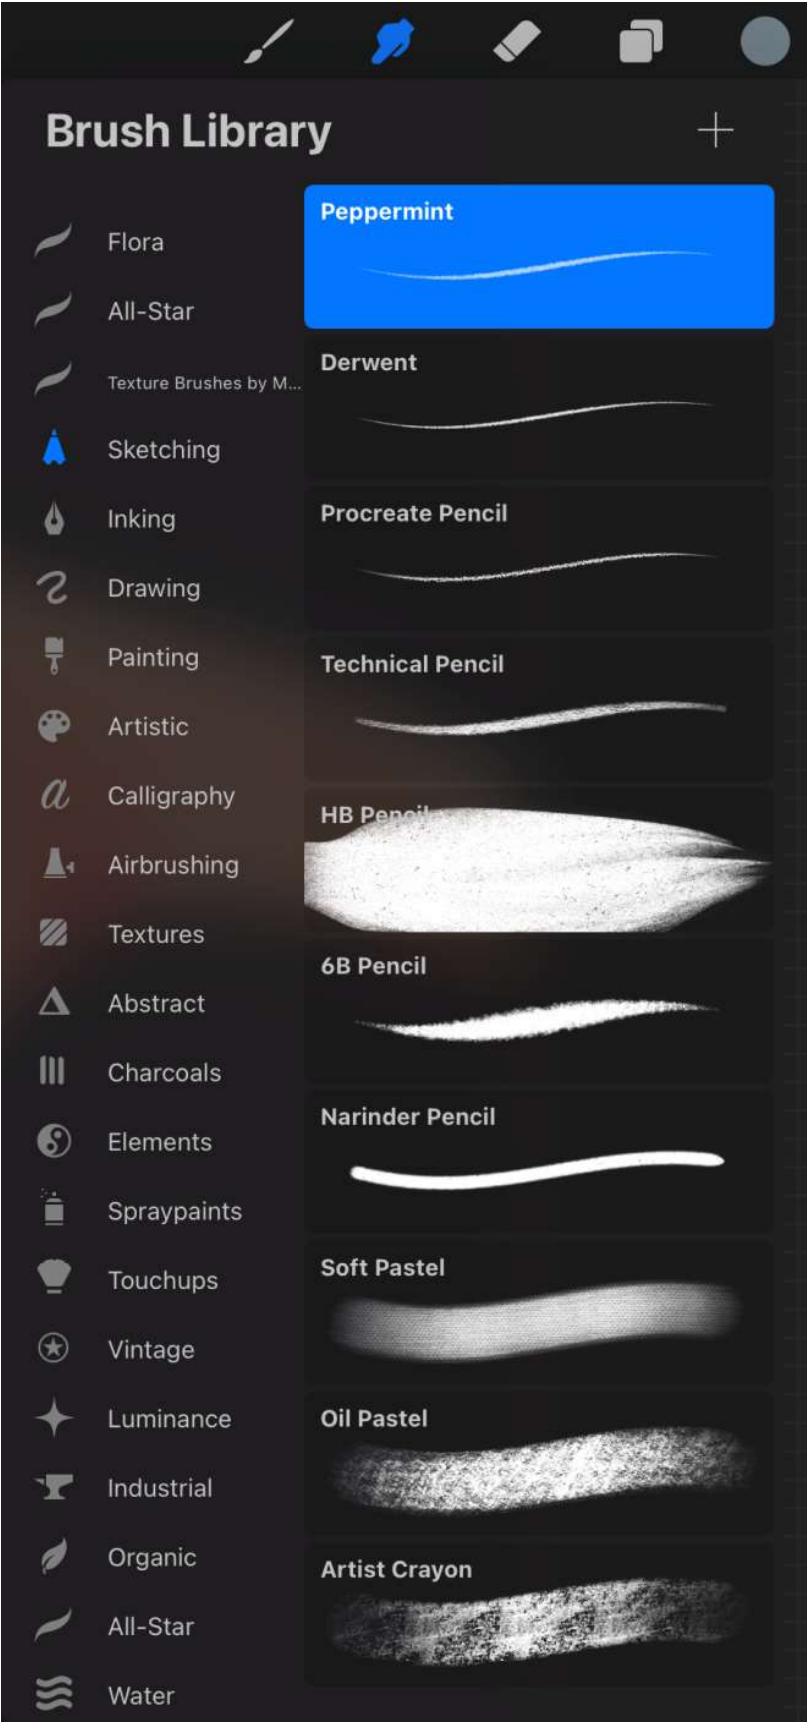 Brush Library
Flora
All-Star
Texture Brushes by M...
Sketching
Inking
Drawing
Painting
Artistic
Calligraphy
Airbrushing
Textures
Abstract
Charcoals
Elements
Spraypaints
Touchups
Vintage
Luminance
Industrial
Organic
All-Star
Water
Peppermint
Derwent
Procreate Pencil
Technical Pencil
HB Pencil
6B Pencil
Narinder Pencil
Soft Pastel
Oil Pastel
Artist Crayon